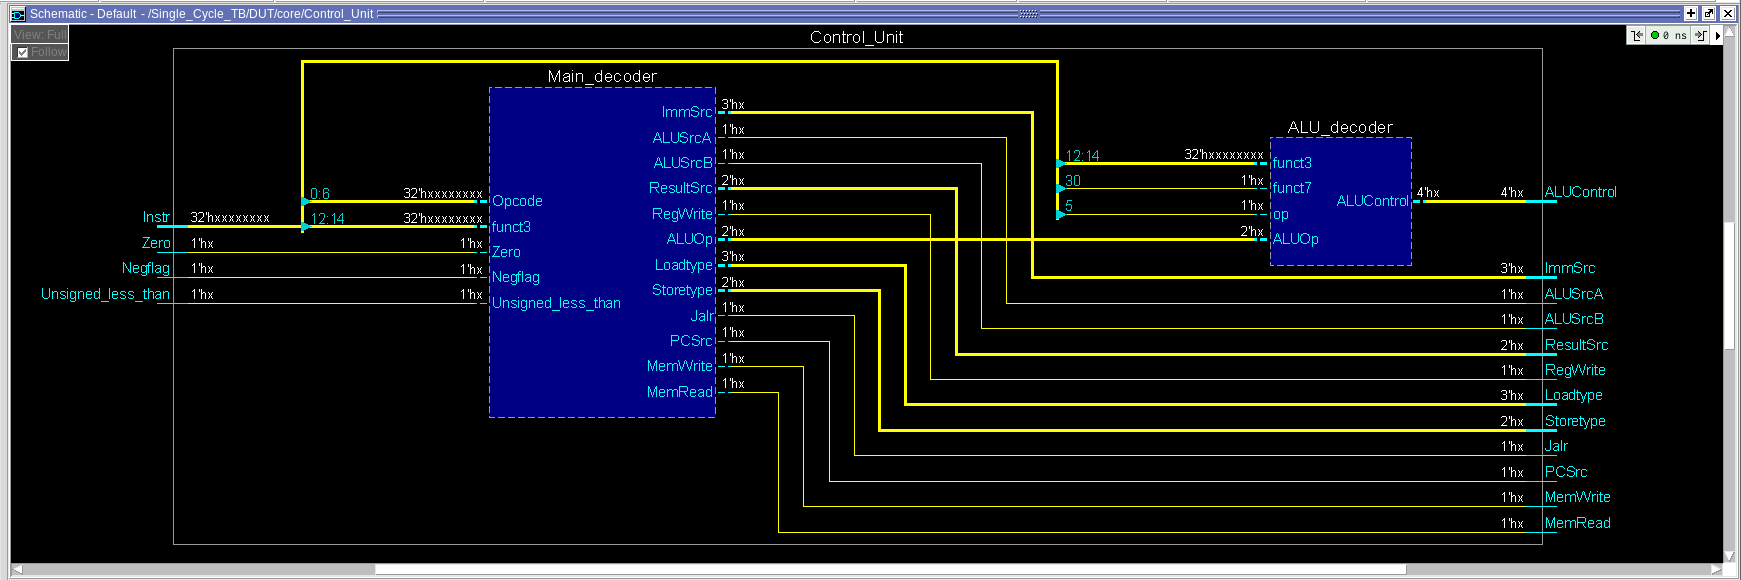 Schematic - Default - /Single_Cycle_TB/DUT/core/Control_Unit
View: Full
Follow
0 ns
Control_Unit
Main_decoder
ImmSrc 3'hx
ALUSrcA 1'hx
ALUSrcB 1'hx
ResultSrc 2'hx
RegWrite 1'hx
ALUOp 2'hx
Loadtype 3'hx
Storetype 2'hx
Jalr 1'hx
PCSrc 1'hx
MemWrite 1'hx
MemRead 1'hx
0:6 32'hxxxxxxxx Opcode
Instr 32'hxxxxxxxx 12:14 32'hxxxxxxxx funct3
Zero 1'hx 1'hx Zero
Negflag 1'hx 1'hx Negflag
Unsigned_less_than 1'hx 1'hx Unsigned_less_than
ALU_decoder
12:14 32'hxxxxxxxx funct3
30 1'hx funct7
5 1'hx op
2'hx ALUOp
ALUControl 4'hx 4'hx ALUControl
3'hx ImmSrc
1'hx ALUSrcA
1'hx ALUSrcB
2'hx ResultSrc
1'hx RegWrite
3'hx Loadtype
2'hx Storetype
1'hx Jalr
1'hx PCSrc
1'hx MemWrite
1'hx MemRead